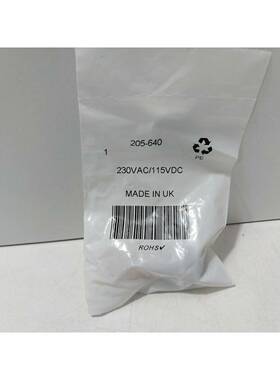 205-640
1
PE
230VAC/115VDC
MADE IN UK
ROHS✓